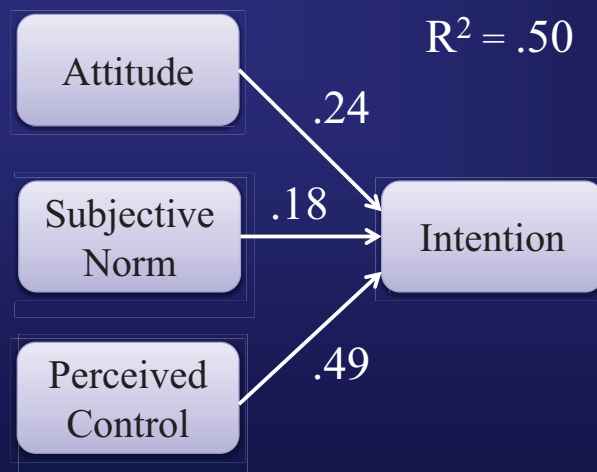 R² = .50
Attitude
.24
Subjective
Norm
.18
Intention
Perceived
Control
.49